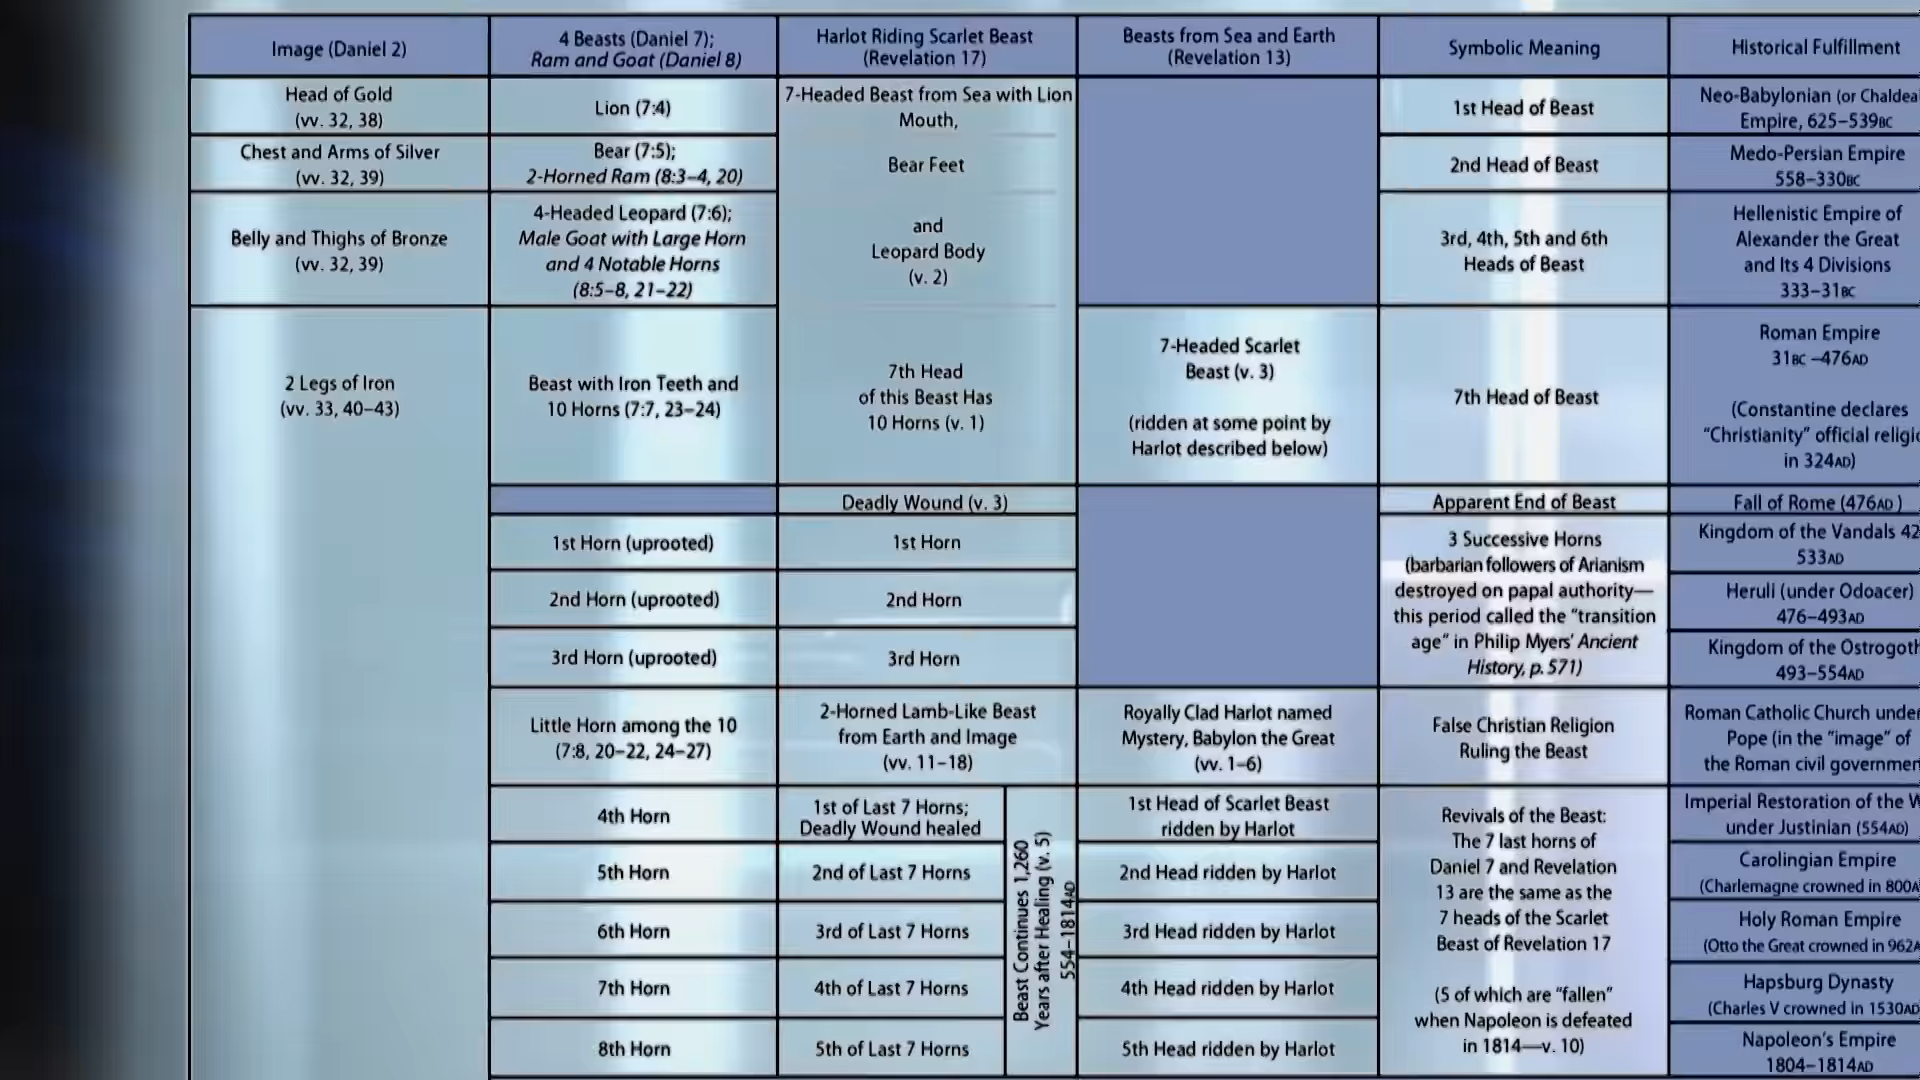 Image (Daniel 2)
4 Beasts (Daniel 7);
Ram and Goat (Daniel 8)
Harlot Riding Scarlet Beast
(Revelation 17)
Beasts from Sea and Earth
(Revelation 13)
Symbolic Meaning
Historical Fulfillment
Head of Gold
(vv. 32, 38)
Lion (7:4)
7-Headed Beast from Sea with Lion
Mouth,
1st Head of Beast
Neo-Babylonian (or Chaldea
Empire, 625–539BC
Chest and Arms of Silver
(vv. 32, 39)
Bear (7:5);
2-Horned Ram (8:3–4, 20)
Bear Feet
2nd Head of Beast
Medo-Persian Empire
558–330BC
Belly and Thighs of Bronze
(vv. 32, 39)
4-Headed Leopard (7:6);
Male Goat with Large Horn
and 4 Notable Horns
(8:5–8, 21–22)
and
Leopard Body
(v. 2)
3rd, 4th, 5th and 6th
Heads of Beast
Hellenistic Empire of
Alexander the Great
and Its 4 Divisions
333–31BC
2 Legs of Iron
(vv. 33, 40–43)
Beast with Iron Teeth and
10 Horns (7:7, 23–24)
7th Head
of this Beast Has
10 Horns (v. 1)
7-Headed Scarlet
Beast (v. 3)
(ridden at some point by
Harlot described below)
7th Head of Beast
Roman Empire
31BC –476AD
(Constantine declares
“Christianity” official religio
in 324AD)
Deadly Wound (v. 3)
Apparent End of Beast
Fall of Rome (476AD )
1st Horn (uprooted)
1st Horn
3 Successive Horns
(barbarian followers of Arianism
destroyed on papal authority—
this period called the “transition
age” in Philip Myers’ Ancient
History, p. 571)
Kingdom of the Vandals 42
533AD
2nd Horn (uprooted)
2nd Horn
Heruli (under Odoacer)
476–493AD
3rd Horn (uprooted)
3rd Horn
Kingdom of the Ostrogoth
493–554AD
Little Horn among the 10
(7:8, 20–22, 24–27)
2-Horned Lamb-Like Beast
from Earth and Image
(vv. 11–18)
Royally Clad Harlot named
Mystery, Babylon the Great
(vv. 1–6)
False Christian Religion
Ruling the Beast
Roman Catholic Church under
Pope (in the “image” of
the Roman civil governmen
4th Horn
1st of Last 7 Horns;
Deadly Wound healed
Beast Continues 1,260
Years after Healing (v. 5)
554–1814AD
1st Head of Scarlet Beast
ridden by Harlot
Revivals of the Beast:
The 7 last horns of
Daniel 7 and Revelation
13 are the same as the
7 heads of the Scarlet
Beast of Revelation 17
(5 of which are “fallen”
when Napoleon is defeated
in 1814—v. 10)
Imperial Restoration of the W
under Justinian (554AD)
5th Horn
2nd of Last 7 Horns
2nd Head ridden by Harlot
Carolingian Empire
(Charlemagne crowned in 800A
6th Horn
3rd of Last 7 Horns
3rd Head ridden by Harlot
Holy Roman Empire
(Otto the Great crowned in 962A
7th Horn
4th of Last 7 Horns
4th Head ridden by Harlot
Hapsburg Dynasty
(Charles V crowned in 1530AD
8th Horn
5th of Last 7 Horns
5th Head ridden by Harlot
Napoleon’s Empire
1804–1814AD